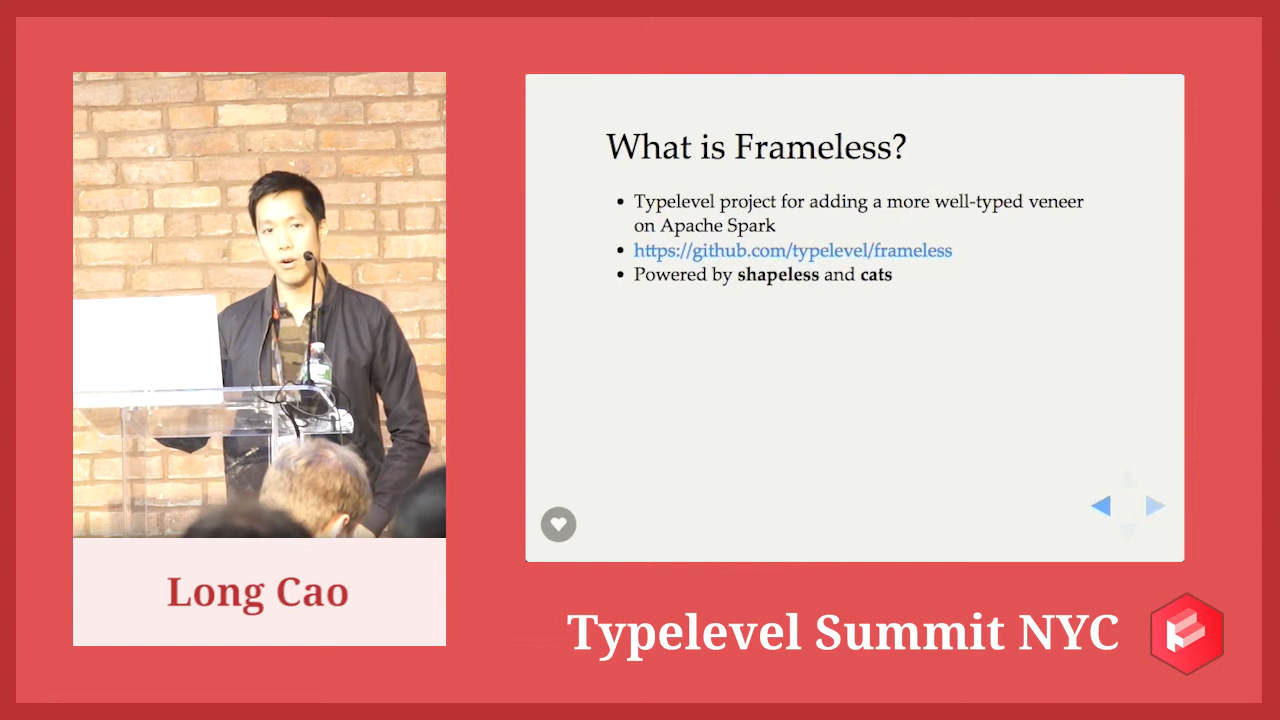 What is Frameless?
• Typelevel project for adding a more well-typed veneer
on Apache Spark
• https://github.com/typelevel/frameless
• Powered by shapeless and cats
Long Cao
Typelevel Summit NYC